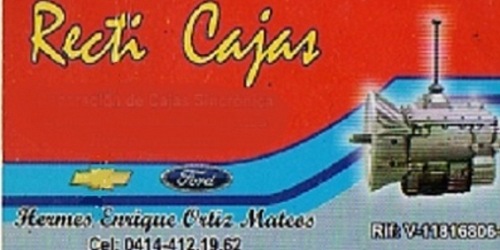 Recti Cajas
Reparación de Cajas Sincrónica
Ford
Hermes Enrique Ortiz Mateos
Rif: V-11816806-
Cel: 0414-412.19.62